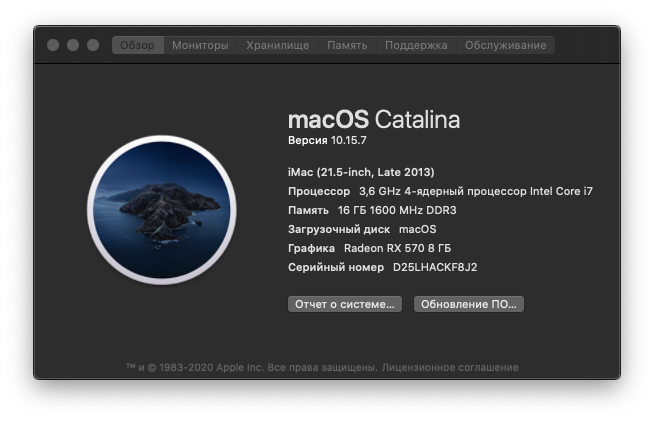 Обзор Мониторы Хранилище Память Поддержка Обслуживание
macOS Catalina
Версия 10.15.7
iMac (21.5-inch, Late 2013)
Процессор 3,6 GHz 4-ядерный процессор Intel Core i7
Память 16 ГБ 1600 MHz DDR3
Загрузочный диск macOS
Графика Radeon RX 570 8 ГБ
Серийный номер D25LHACKF8J2
Отчет о системе... Обновление ПО...
™ и © 1983-2020 Apple Inc. Все права защищены. Лицензионное соглашение